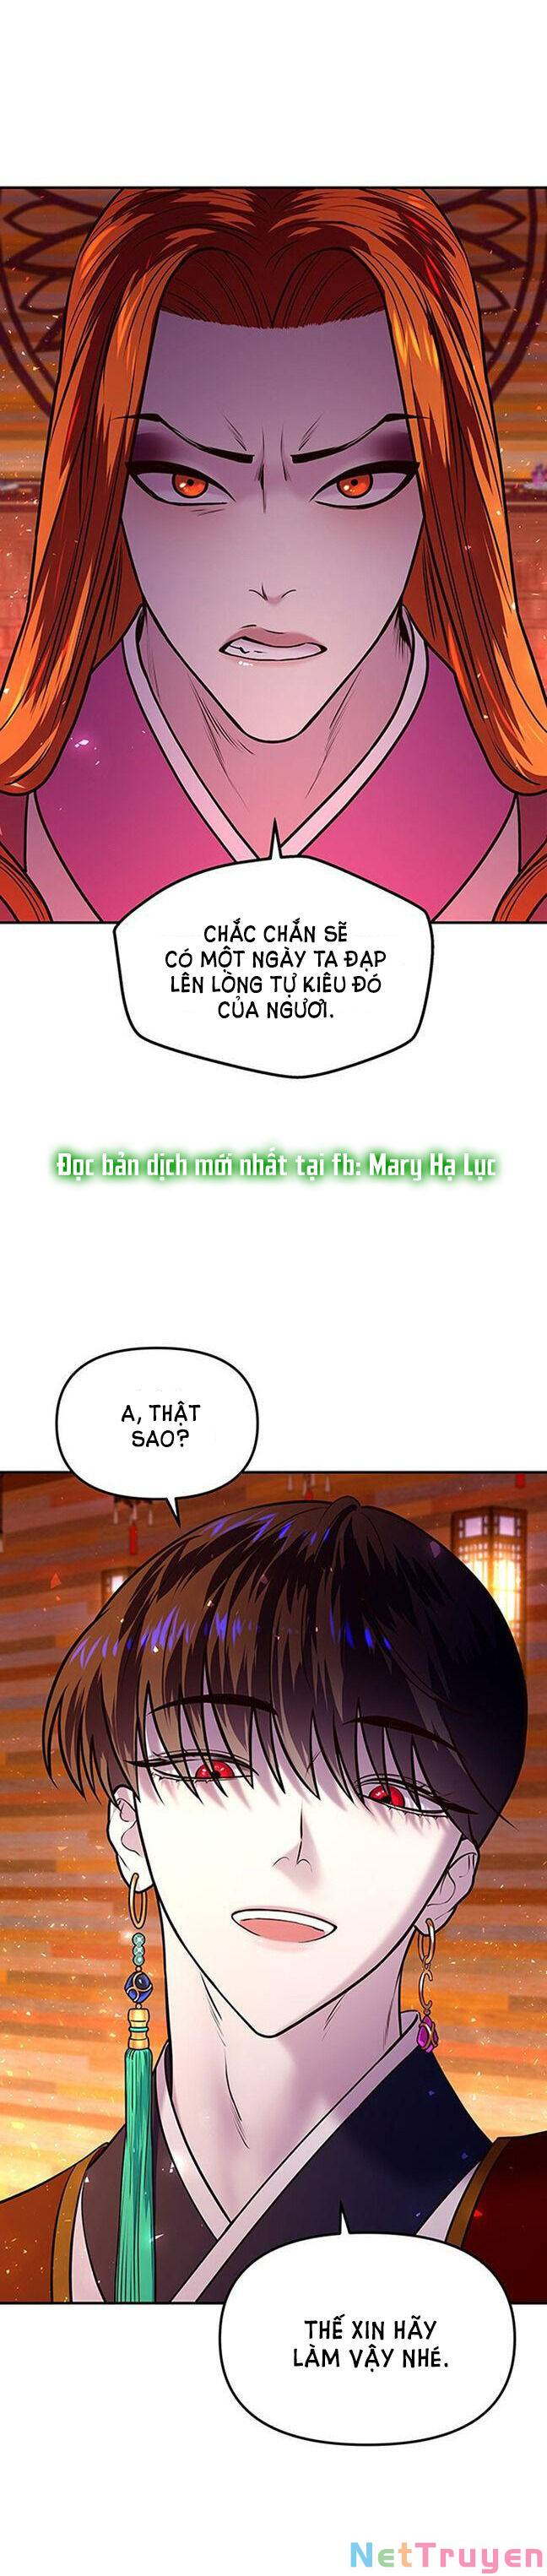 CHẮC CHẮN SẼ
CÓ MỘT NGÀY TA ĐẠP
LÊN LÒNG TỰ KIÊU ĐÓ
CỦA NGƯƠI.
Đọc bản dịch mới nhất tại fb: Mary Hạ Lục
A, THẬT
SAO?
THẾ XIN HÃY
LÀM VẬY NHÉ.
NetTruyen